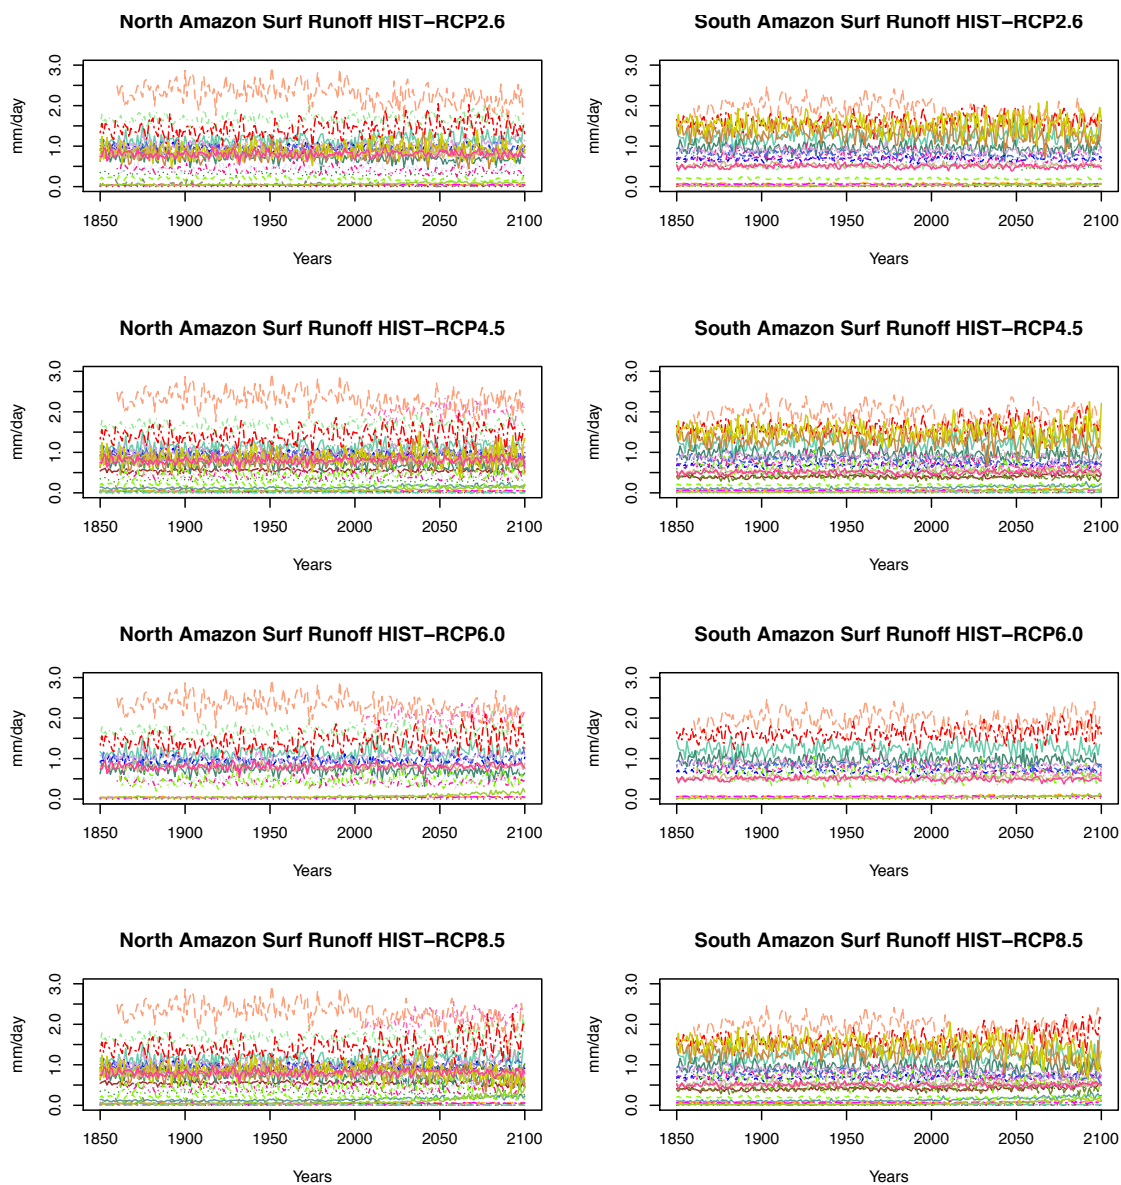 North Amazon Surf Runoff HIST−RCP2.6
South Amazon Surf Runoff HIST−RCP2.6
mm/day
0.0 1.0 2.0 3.0
1850 1900 1950 2000 2050 2100
Years
mm/day
0.0 1.0 2.0 3.0
1850 1900 1950 2000 2050 2100
Years
North Amazon Surf Runoff HIST−RCP4.5
South Amazon Surf Runoff HIST−RCP4.5
mm/day
0.0 1.0 2.0 3.0
1850 1900 1950 2000 2050 2100
Years
mm/day
0.0 1.0 2.0 3.0
1850 1900 1950 2000 2050 2100
Years
North Amazon Surf Runoff HIST−RCP6.0
South Amazon Surf Runoff HIST−RCP6.0
mm/day
0.0 1.0 2.0 3.0
1850 1900 1950 2000 2050 2100
Years
mm/day
0.0 1.0 2.0 3.0
1850 1900 1950 2000 2050 2100
Years
North Amazon Surf Runoff HIST−RCP8.5
South Amazon Surf Runoff HIST−RCP8.5
mm/day
0.0 1.0 2.0 3.0
1850 1900 1950 2000 2050 2100
Years
mm/day
0.0 1.0 2.0 3.0
1850 1900 1950 2000 2050 2100
Years